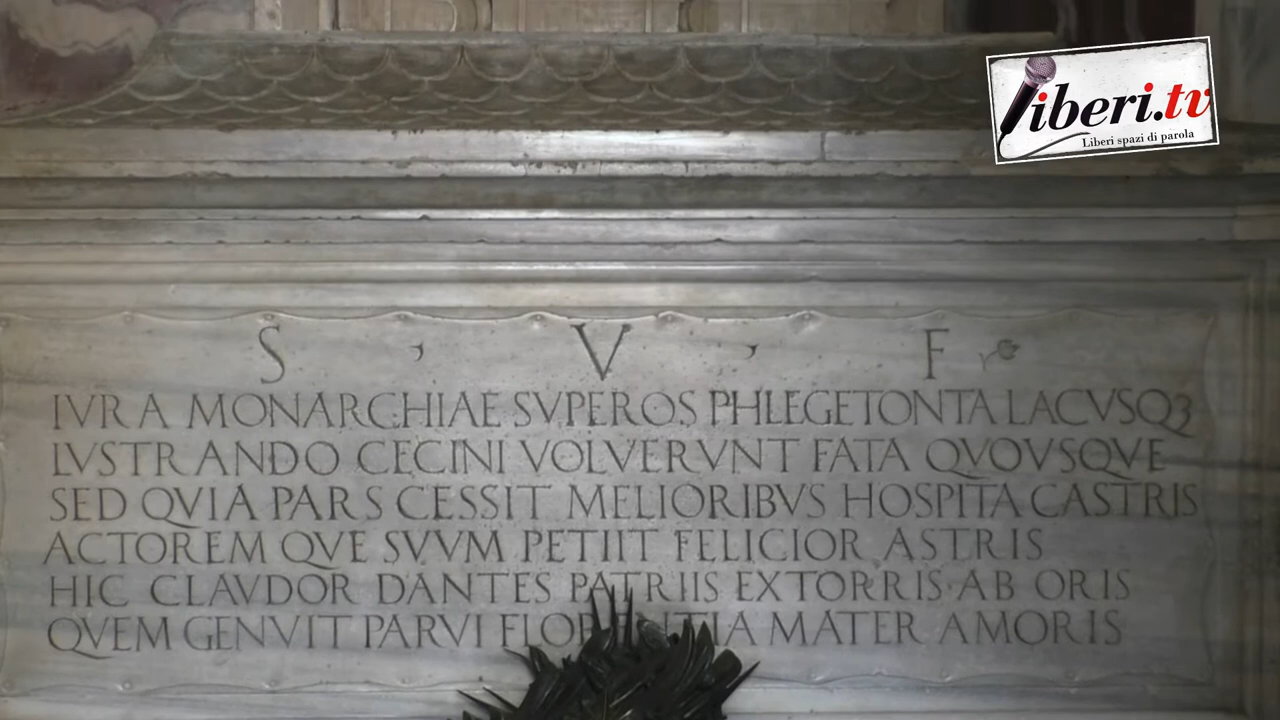 liberi.tv
Liberi spazi di parola
S , V , F
IVRA MONARCHIAE SVPEROS PHLEGETONTA LACVSQ3
LVSTRANDO CECINI VOLVERVNT FATA QVOVSQVE
SED QVIA PARS CESSIT MELIORIBVS HOSPITA CASTRIS
ACTOREM QVE SVVM PETIIT FELICIOR ASTRIS
HIC CLAVDOR DANTES PATRIIS EXTORRIS AB ORIS
QVEM GENVIT PARVI MATER AMORIS